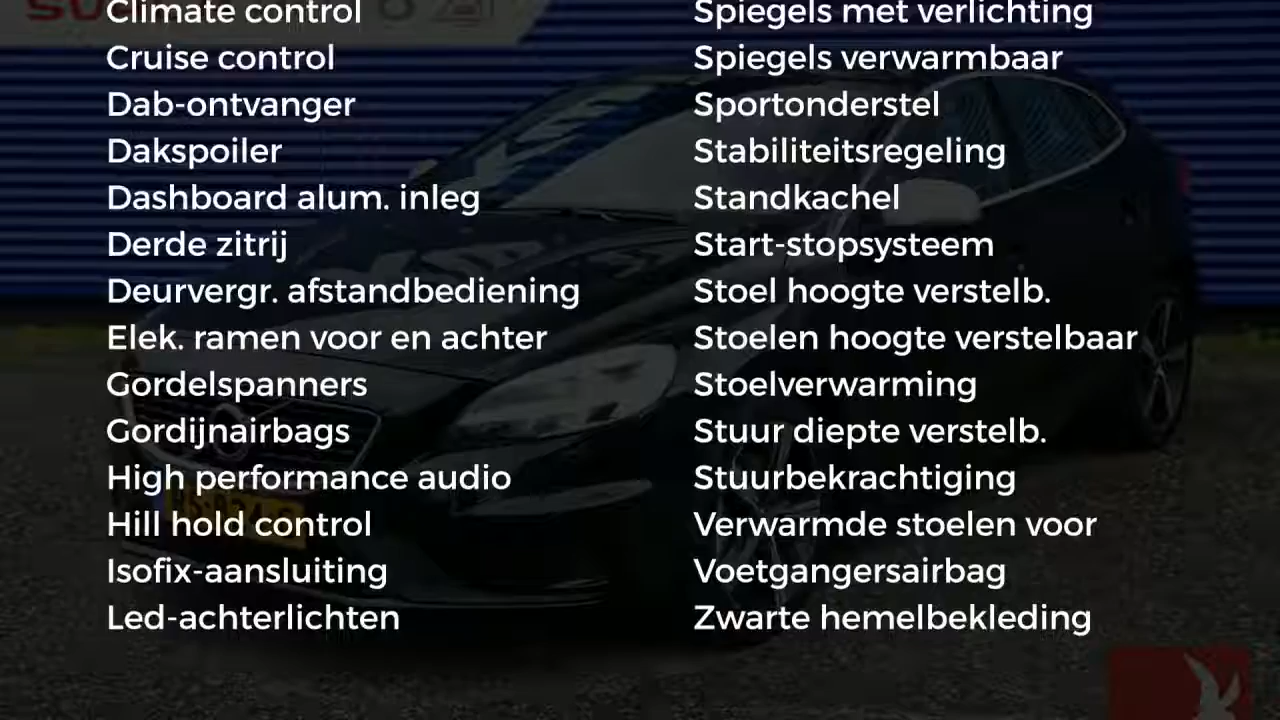 Climate control
Cruise control
Dab-ontvanger
Dakspoiler
Dashboard alum. inleg
Derde zitrij
Deurvergr. afstandbediening
Elek. ramen voor en achter
Gordelspanners
Gordijnairbags
High performance audio
Hill hold control
Isofix-aansluiting
Led-achterlichten
Spiegels met verlichting
Spiegels verwarmbaar
Sportonderstel
Stabiliteitsregeling
Standkachel
Start-stopsysteem
Stoel hoogte verstelb.
Stoelen hoogte verstelbaar
Stoelverwarming
Stuur diepte verstelb.
Stuurbekrachtiging
Verwarmde stoelen voor
Voetgangersairbag
Zwarte hemelbekleding